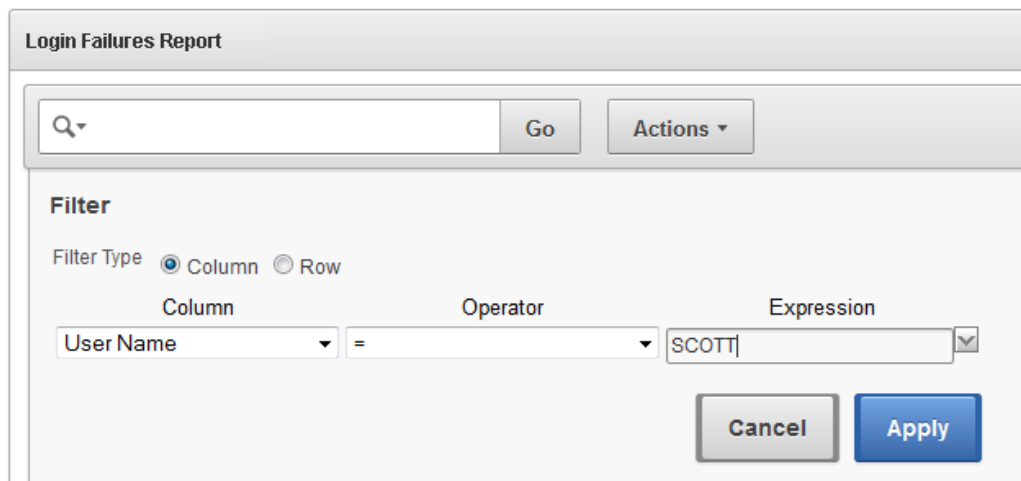 Login Failures Report
Go Actions
Filter
Filter Type Column Row
Column Operator Expression
User Name = SCOTT
Cancel Apply